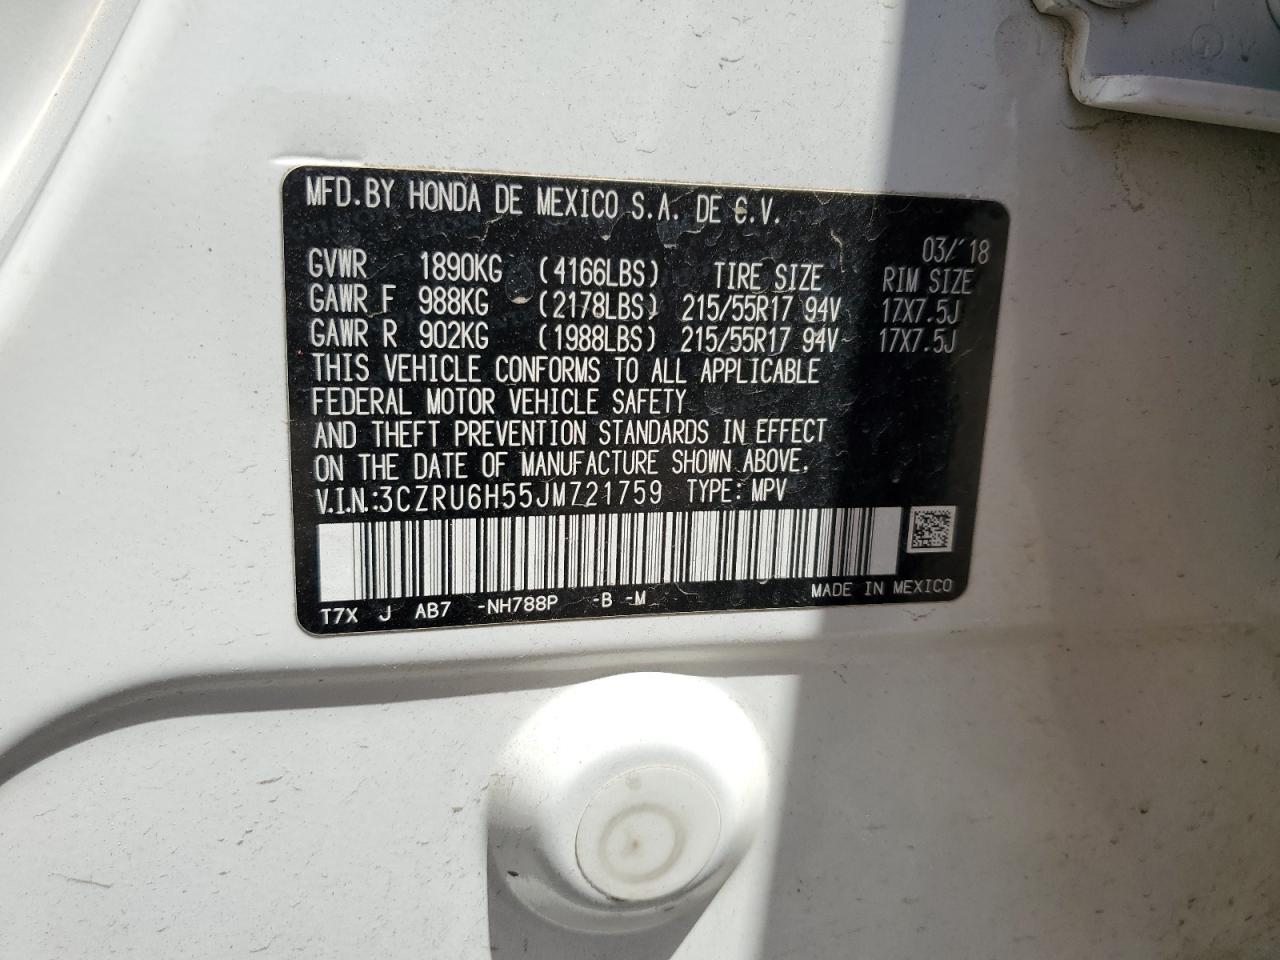 MFD.BY HONDA DE MEXICO S.A. DE C.V.
03/'18
GVWR 1890KG (4166LBS) TIRE SIZE RIM SIZE
GAWR F 988KG (2178LBS) 215/55R17 94V 17X7.5J
GAWR R 902KG (1988LBS) 215/55R17 94V 17X7.5J
THIS VEHICLE CONFORMS TO ALL APPLICABLE
FEDERAL MOTOR VEHICLE SAFETY
AND THEFT PREVENTION STANDARDS IN EFFECT
ON THE DATE OF MANUFACTURE SHOWN ABOVE.
V.I.N.:3CZRU6H55JM721759 TYPE: MPV
MADE IN MEXICO
T7X J AB7 -NH788P -B -M